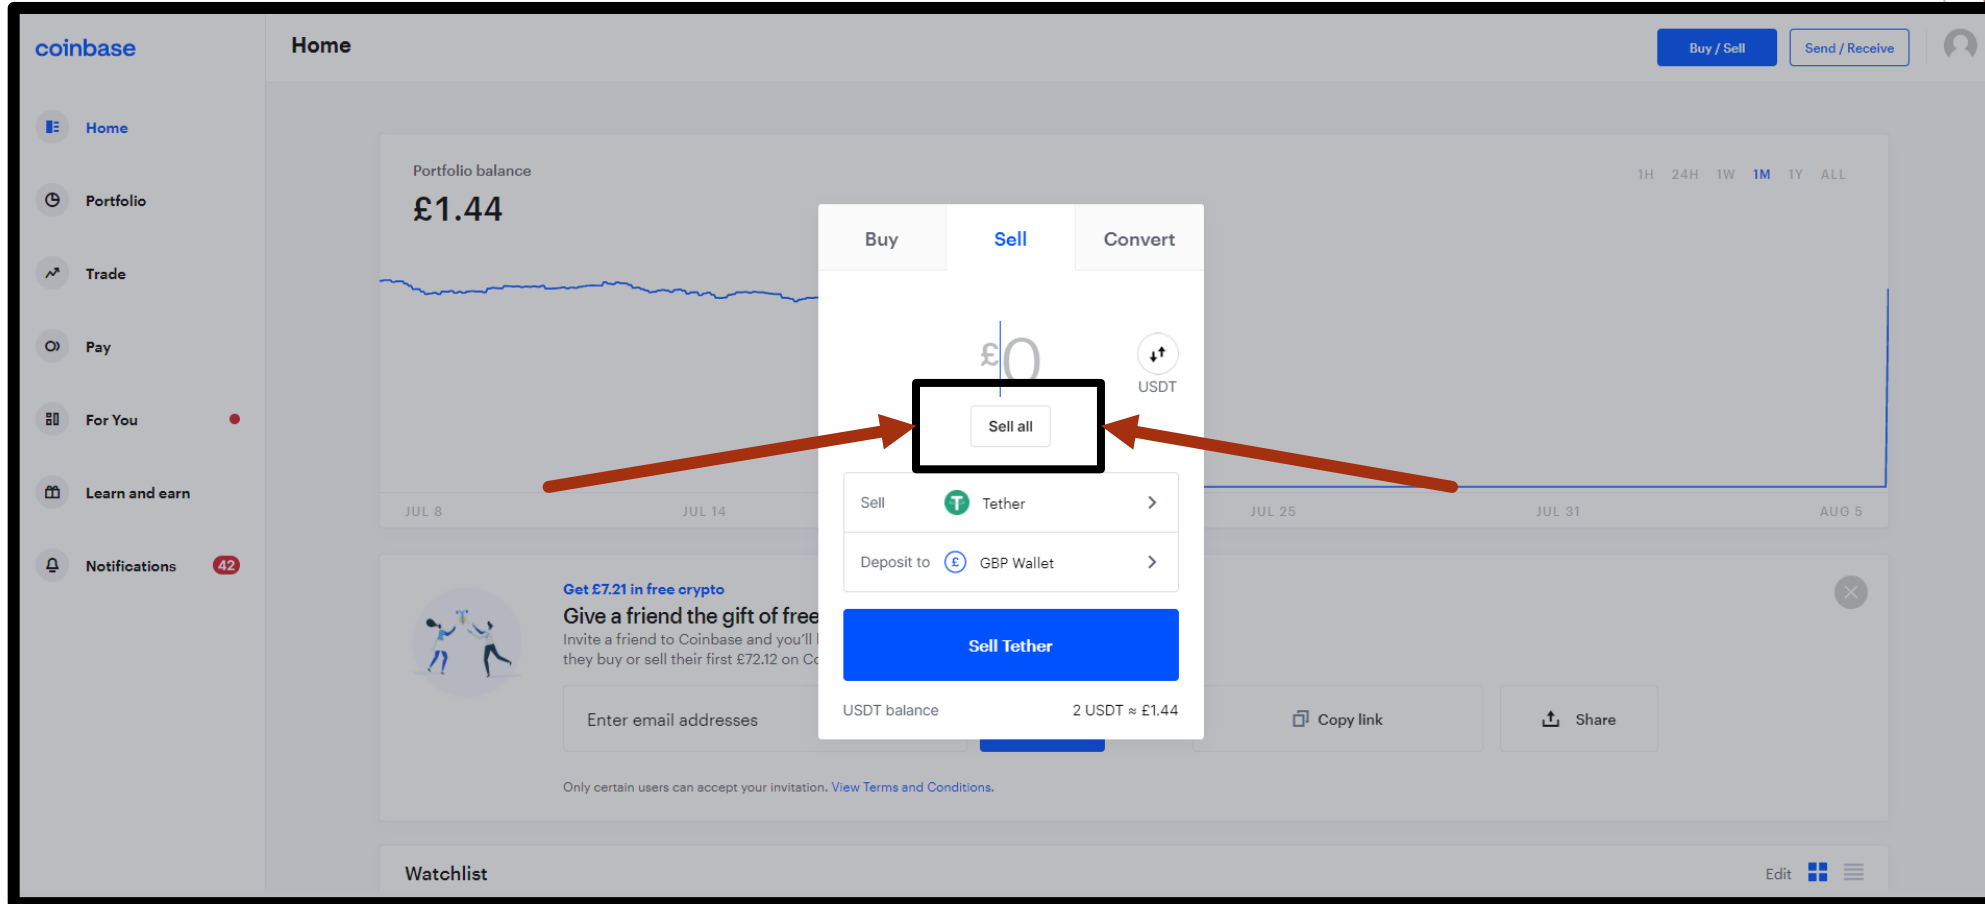 coinbase
Home
Buy / Sell
Send / Receive
Home
Portfolio
Trade
Pay
For You
Learn and earn
Notifications 42
Portfolio balance
£1.44
1H 24H 1W 1M 1Y ALL
JUL 8 JUL 14 JUL 25 JUL 31 AUG 5
Buy Sell Convert
£0
USDT
Sell all
Sell Tether
Deposit to £ GBP Wallet
Sell Tether
USDT balance 2 USDT ≈ £1.44
Get £7.21 in free crypto
Give a friend the gift of free
Invite a friend to Coinbase and you'll
they buy or sell their first £72.12 on Co
Enter email addresses
Copy link
Share
Only certain users can accept your invitation. View Terms and Conditions.
Watchlist
Edit